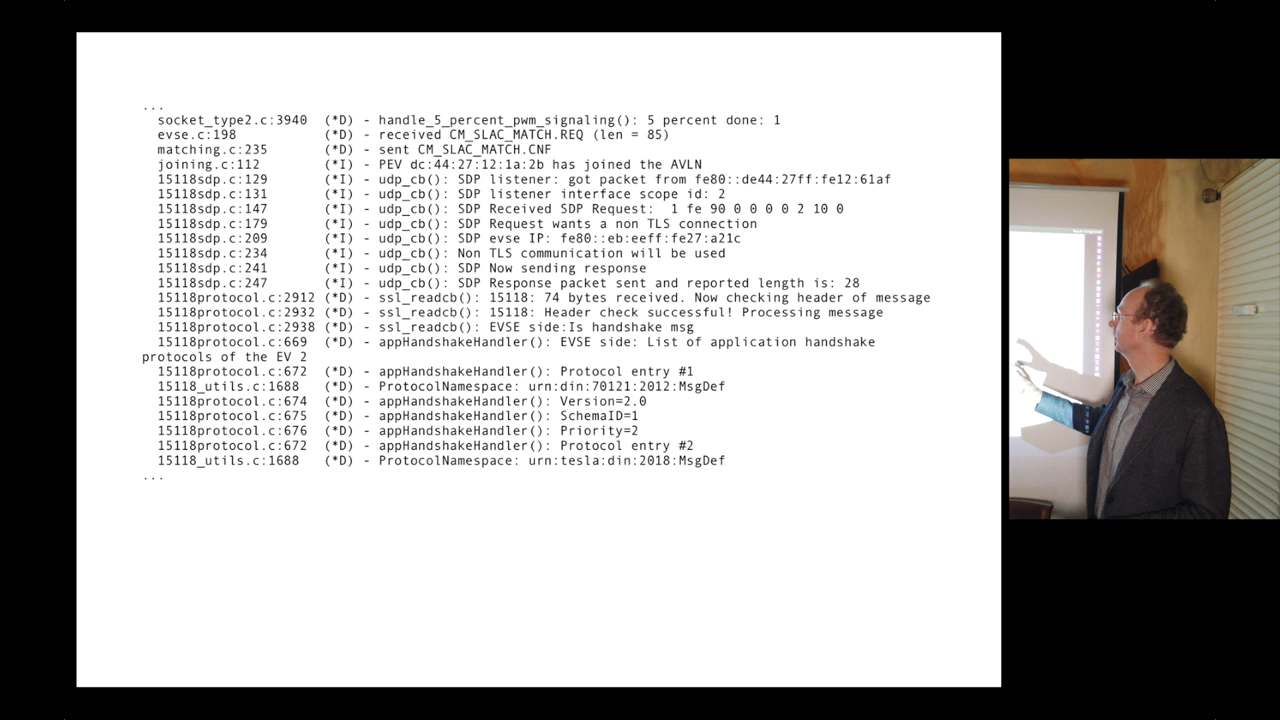 ...
socket_type2.c:3940 (*D) - handle_5_percent_pwm_signaling(): 5 percent done: 1
evse.c:198 (*D) - received CM_SLAC_MATCH.REQ (len = 85)
matching.c:235 (*D) - sent CM_SLAC_MATCH.CNF
joining.c:112 (*I) - PEV dc:44:27:12:1a:2b has joined the AVLN
15118sdp.c:129 (*I) - udp_cb(): SDP listener: got packet from fe80::de44:27ff:fe12:61af
15118sdp.c:131 (*I) - udp_cb(): SDP listener interface scope id: 2
15118sdp.c:147 (*I) - udp_cb(): SDP Received SDP Request:  1 fe 90 0 0 0 0 2 10 0
15118sdp.c:179 (*I) - udp_cb(): SDP Request wants a non TLS connection
15118sdp.c:209 (*I) - udp_cb(): SDP evse IP: fe80::eb:eeff:fe27:a21c
15118sdp.c:234 (*I) - udp_cb(): Non TLS communication will be used
15118sdp.c:241 (*I) - udp_cb(): SDP Now sending response
15118sdp.c:247 (*I) - udp_cb(): SDP Response packet sent and reported length is: 28
15118protocol.c:2912 (*D) - ssl_readcb(): 15118: 74 bytes received. Now checking header of message
15118protocol.c:2932 (*D) - ssl_readcb(): 15118: Header check successful! Processing message
15118protocol.c:2938 (*D) - ssl_readcb(): EVSE side:Is handshake msg
15118protocol.c:669 (*D) - appHandshakeHandler(): EVSE side: List of application handshake
protocols of the EV 2
15118protocol.c:672 (*D) - appHandshakeHandler(): Protocol entry #1
15118_utils.c:1688 (*D) - ProtocolNamespace: urn:din:70121:2012:MsgDef
15118protocol.c:674 (*D) - appHandshakeHandler(): Version=2.0
15118protocol.c:675 (*D) - appHandshakeHandler(): SchemaID=1
15118protocol.c:676 (*D) - appHandshakeHandler(): Priority=2
15118protocol.c:672 (*D) - appHandshakeHandler(): Protocol entry #2
15118_utils.c:1688 (*D) - ProtocolNamespace: urn:tesla:din:2018:MsgDef
...